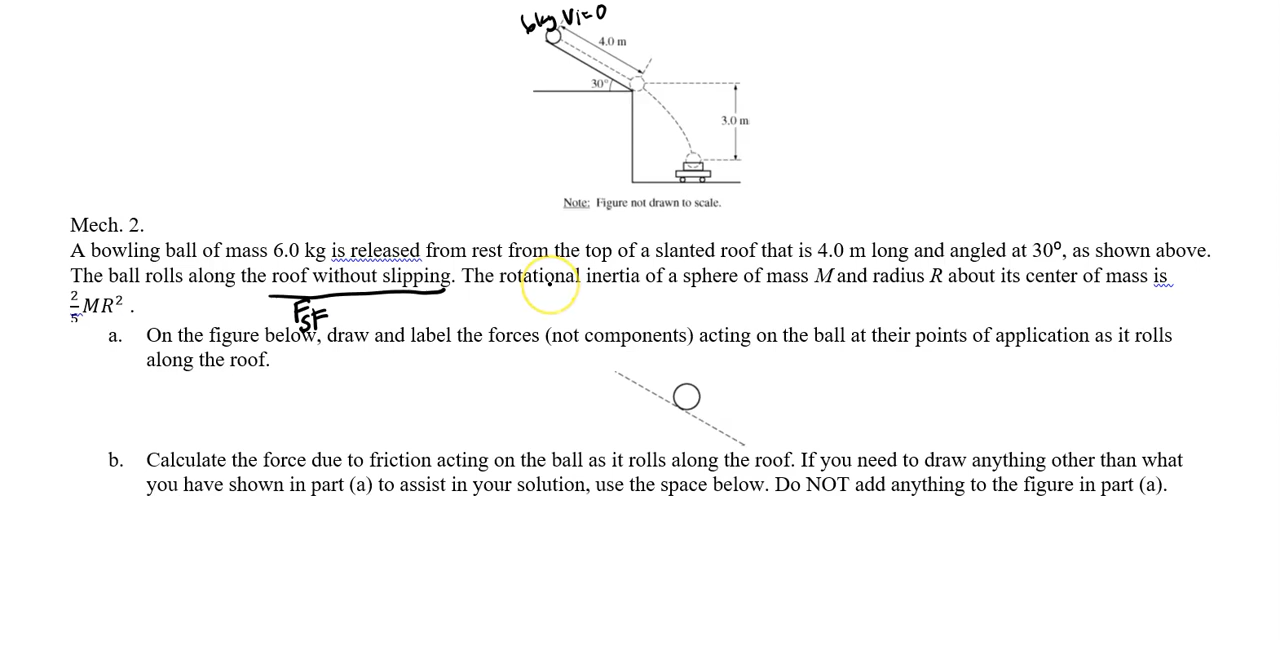 6kg Vi=0
4.0 m
30°
3.0 m
Note: Figure not drawn to scale.
Mech. 2.
A bowling ball of mass 6.0 kg is released from rest from the top of a slanted roof that is 4.0 m long and angled at 30⁰, as shown above.
The ball rolls along the roof without slipping. The rotational inertia of a sphere of mass M and radius R about its center of mass is
2/5 MR² .
FSF
a. On the figure below, draw and label the forces (not components) acting on the ball at their points of application as it rolls
along the roof.
b. Calculate the force due to friction acting on the ball as it rolls along the roof. If you need to draw anything other than what
you have shown in part (a) to assist in your solution, use the space below. Do NOT add anything to the figure in part (a).